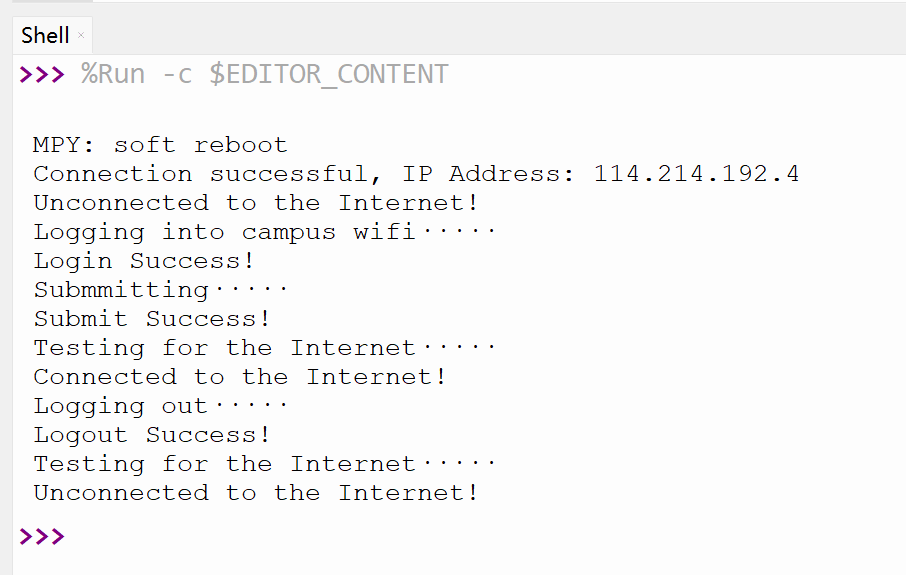 Shell ×
>>> %Run -c $EDITOR_CONTENT
MPY: soft reboot
Connection successful, IP Address: 114.214.192.4
Unconnected to the Internet!
Logging into campus wifi·····
Login Success!
Submmitting·····
Submit Success!
Testing for the Internet·····
Connected to the Internet!
Logging out·····
Logout Success!
Testing for the Internet·····
Unconnected to the Internet!
>>>